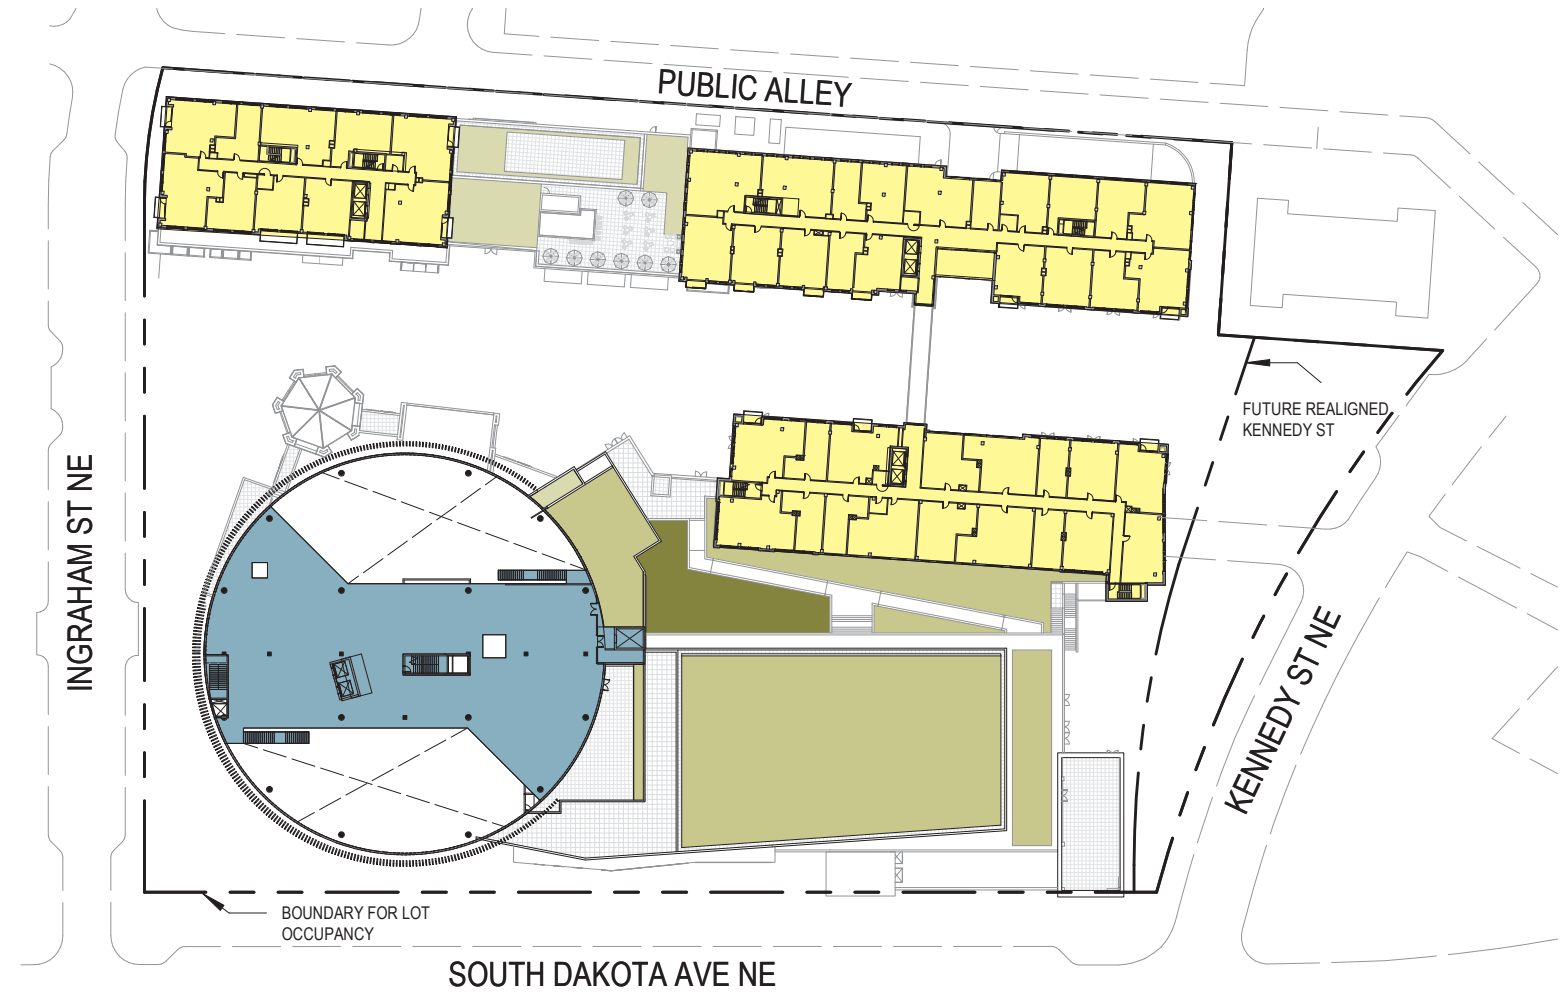 PUBLIC ALLEY
FUTURE REALIGNED
KENNEDY ST
INGRAHAM ST NE
KENNEDY ST NE
BOUNDARY FOR LOT
OCCUPANCY
SOUTH DAKOTA AVE NE